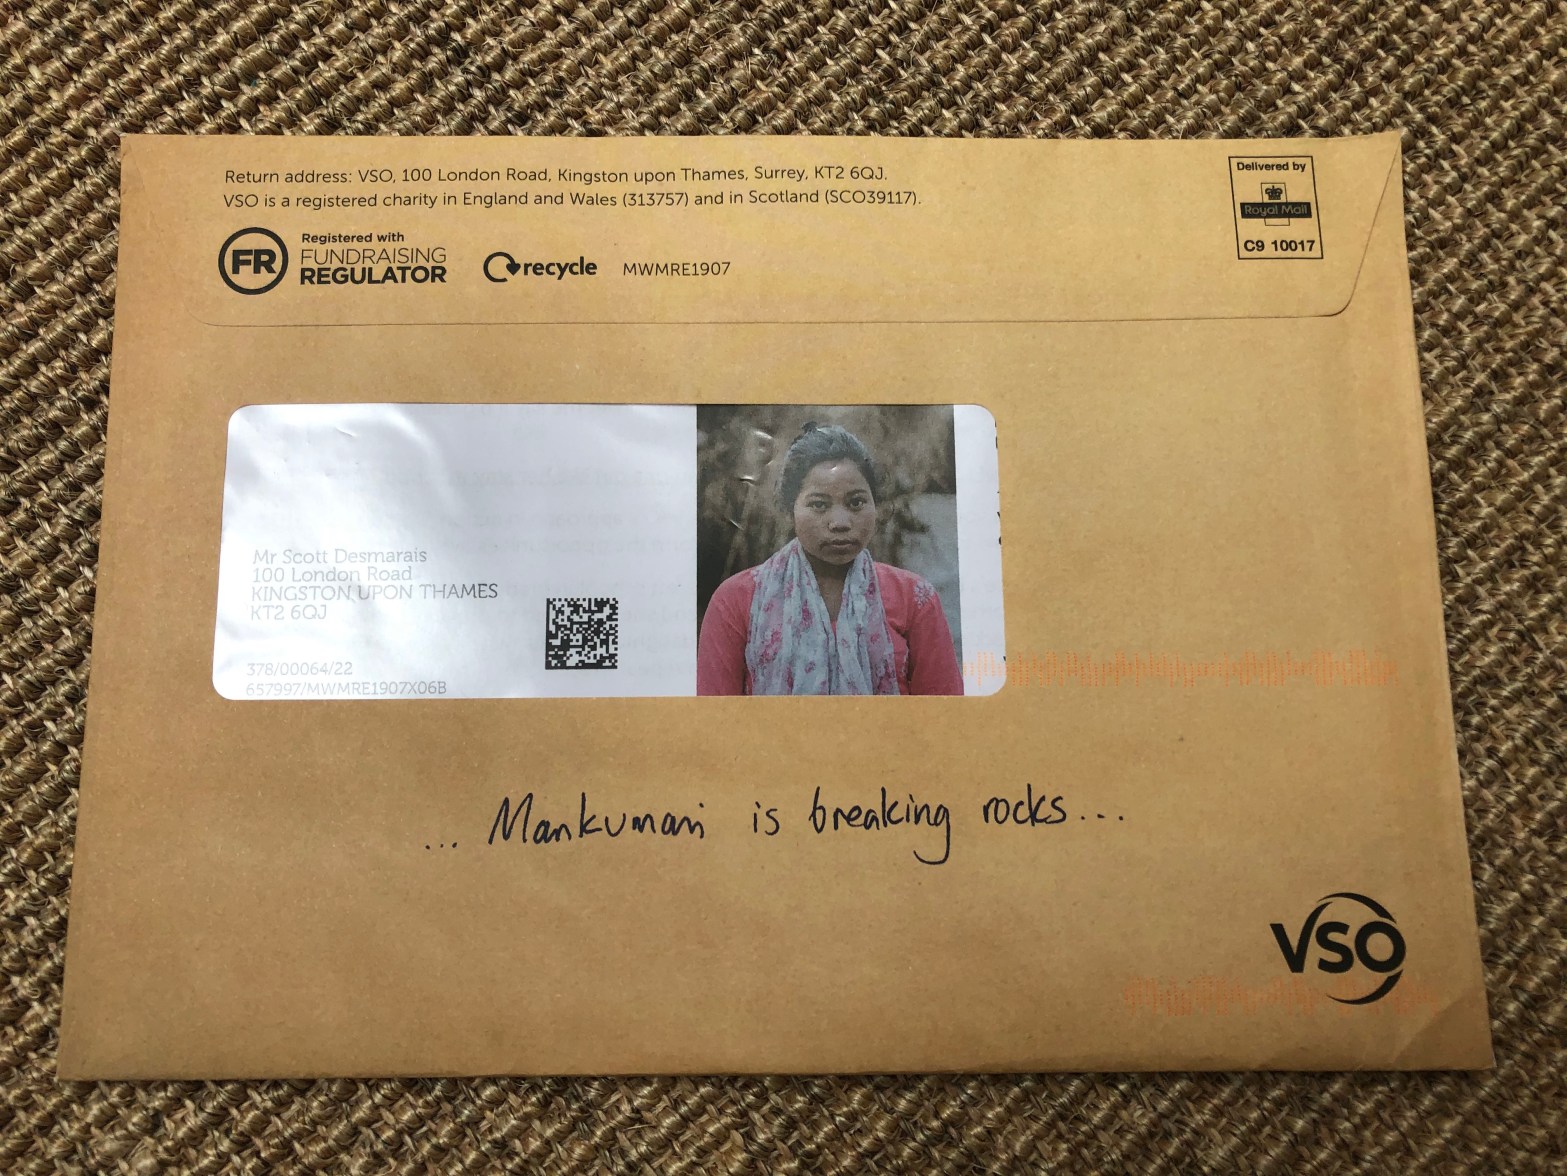 Return address: VSO, 100 London Road, Kingston upon Thames, Surrey, KT2 6QJ.
VSO is a registered charity in England and Wales (313757) and in Scotland (SCO39117).
FR
Registered with
FUNDRAISING
REGULATOR
recycle
MWMRE1907
Delivered by
Royal Mail
C9 10017
Mr Scott Desmarais
100 London Road
KINGSTON UPON THAMES
KT2 6QJ
378/00064/22
657997/MWMRE1907X06B
... Mankumari is breaking rocks...
VSO